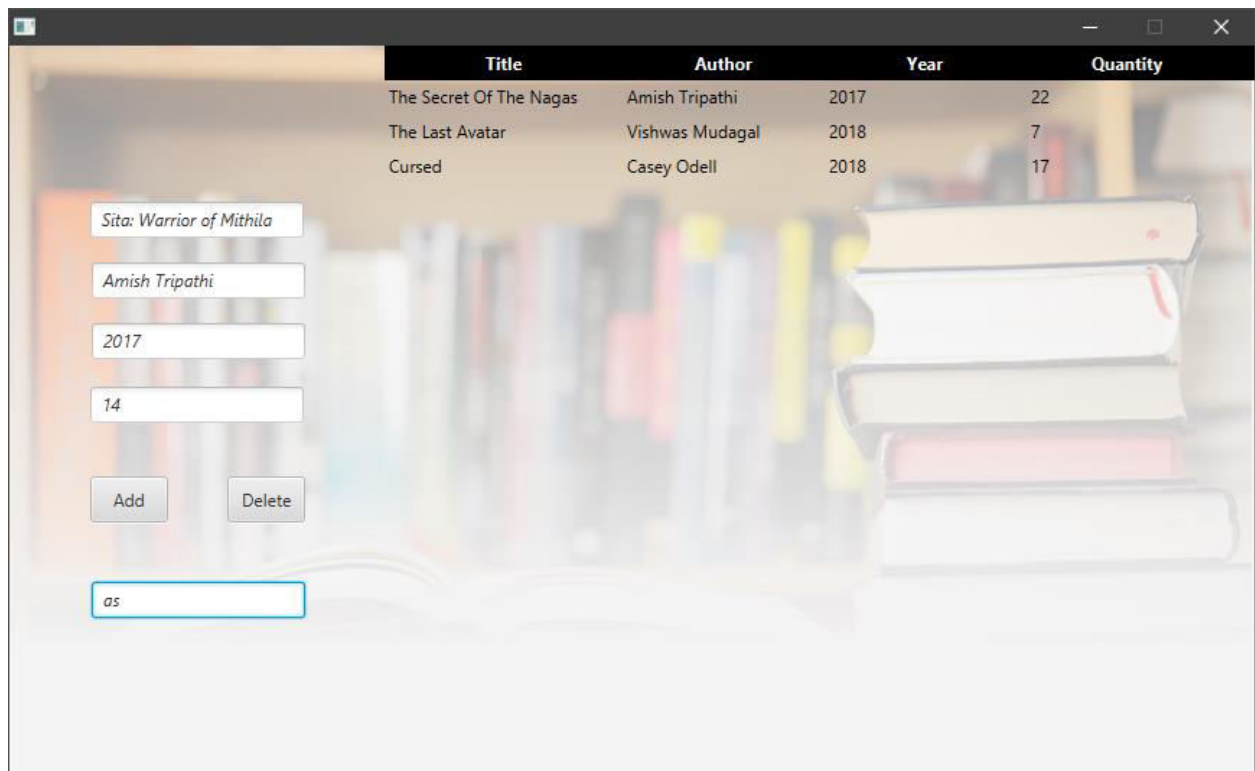 Title Author Year Quantity
The Secret Of The Nagas Amish Tripathi 2017 22
The Last Avatar Vishwas Mudagal 2018 7
Cursed Casey Odell 2018 17
Sita: Warrior of Mithila
Amish Tripathi
2017
14
Add Delete
as